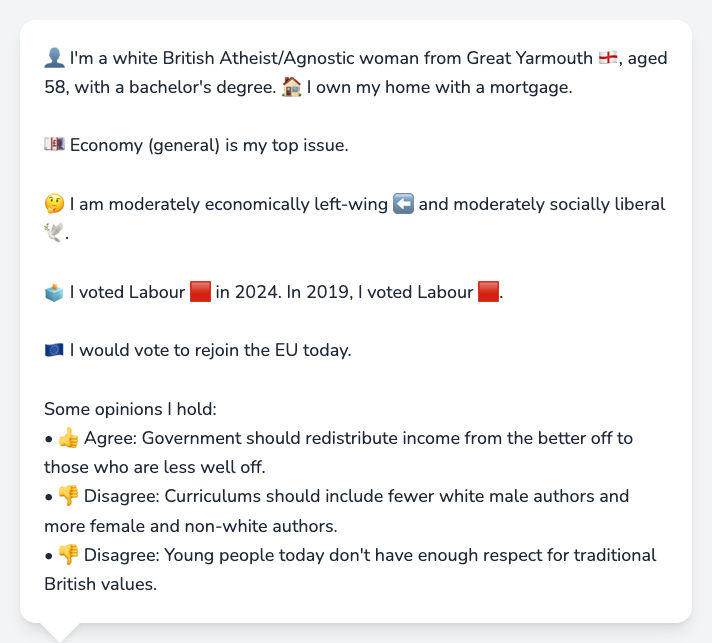 👤 I'm a white British Atheist/Agnostic woman from Great Yarmouth 🏴󠁧󠁢󠁥󠁮󠁧󠁿, aged
58, with a bachelor's degree. 🏠 I own my home with a mortgage.
💷 Economy (general) is my top issue.
🤔 I am moderately economically left-wing ⬅️ and moderately socially liberal
🕊️.
🗳️ I voted Labour 🟥 in 2024. In 2019, I voted Labour 🟥.
🇪🇺 I would vote to rejoin the EU today.
Some opinions I hold:
• 👍 Agree: Government should redistribute income from the better off to
those who are less well off.
• 👎 Disagree: Curriculums should include fewer white male authors and
more female and non-white authors.
• 👎 Disagree: Young people today don't have enough respect for traditional
British values.